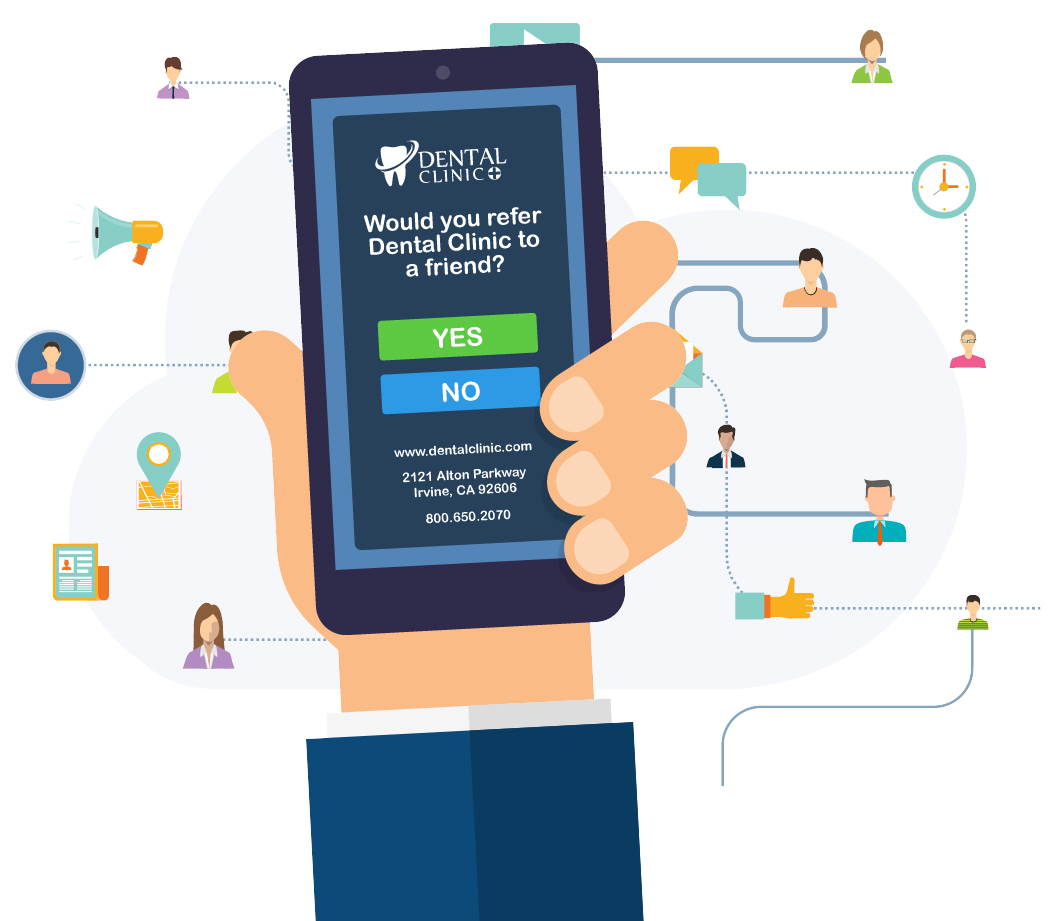 DENTAL
CLINIC
Would you refer
Dental Clinic to
a friend?
YES
NO
www.dentalclinic.com
2121 Alton Parkway
Irvine, CA 92606
800.650.2070